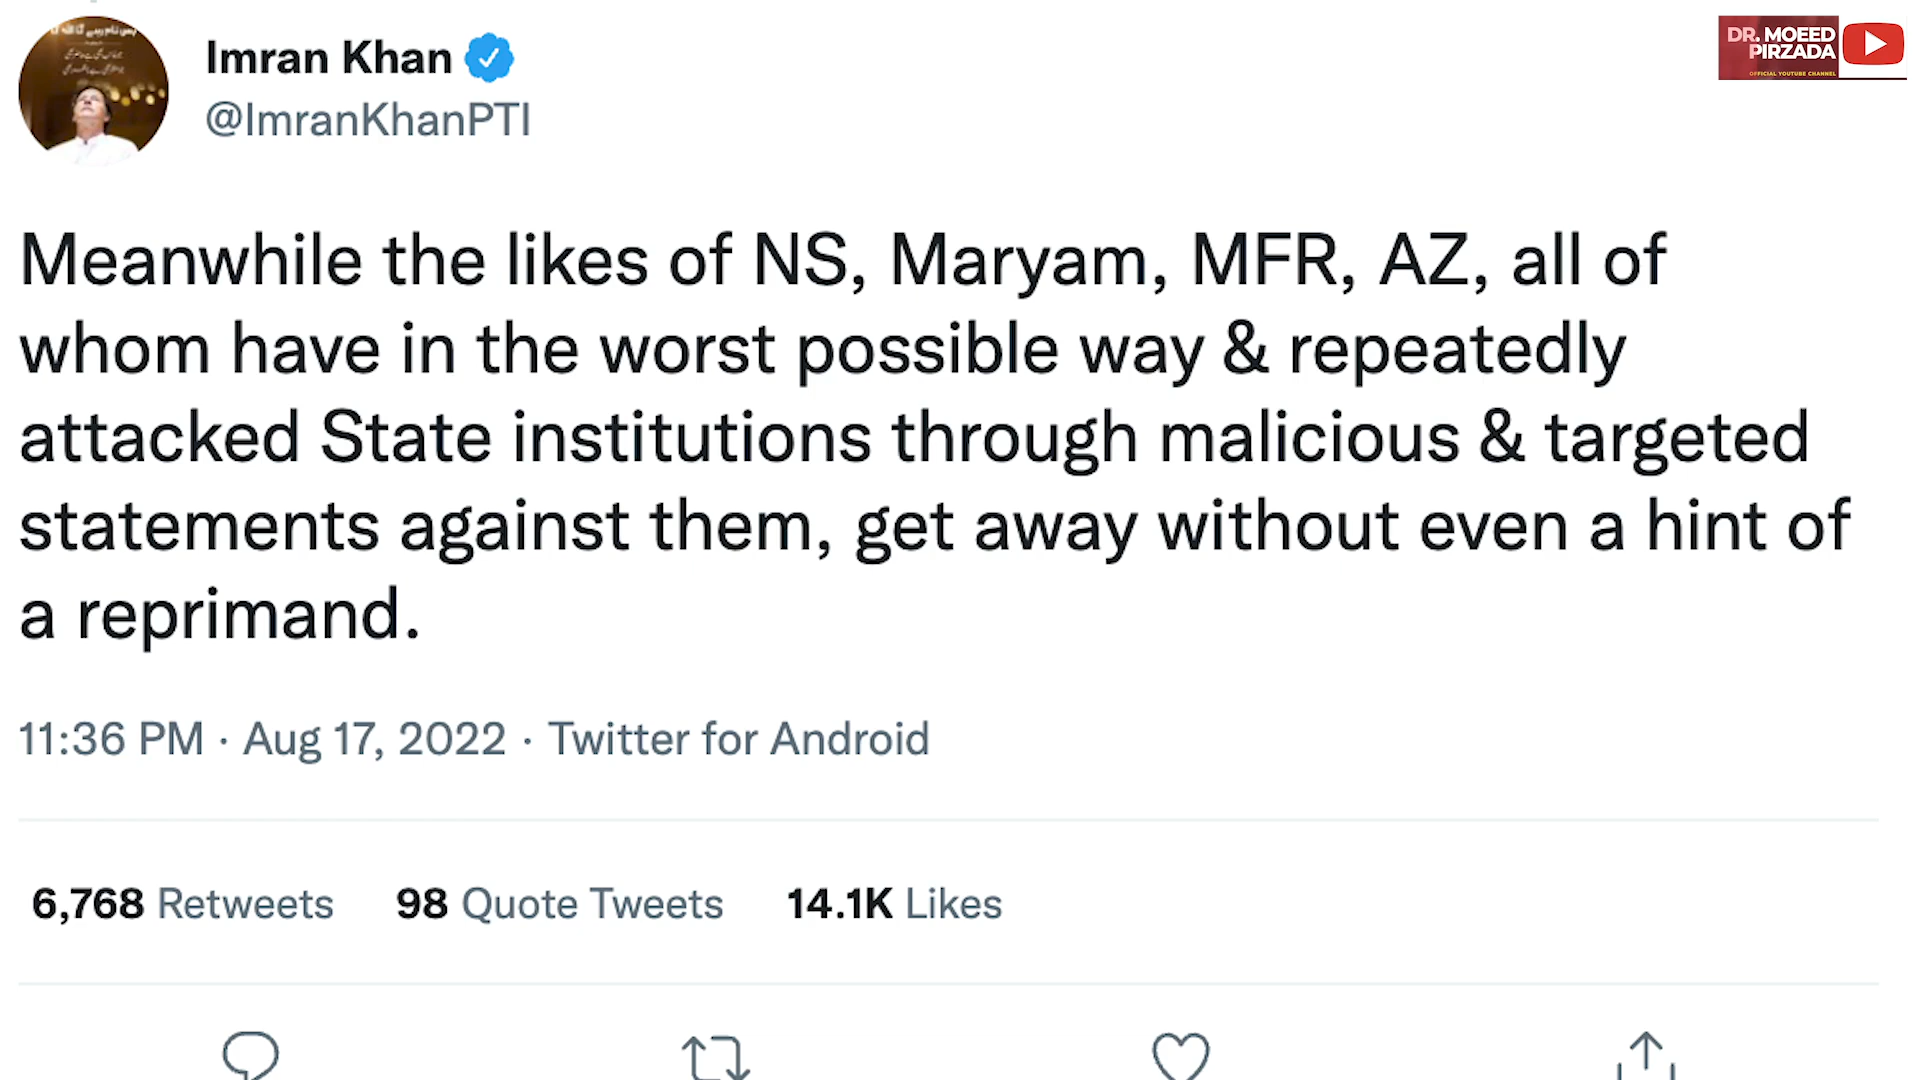 Imran Khan
@ImranKhanPTI
DR. MOEED
PIRZADA
OFFICIAL YOUTUBE CHANNEL
Meanwhile the likes of NS, Maryam, MFR, AZ, all of
whom have in the worst possible way & repeatedly
attacked State institutions through malicious & targeted
statements against them, get away without even a hint of
a reprimand.
11:36 PM · Aug 17, 2022 · Twitter for Android
6,768 Retweets 98 Quote Tweets 14.1K Likes